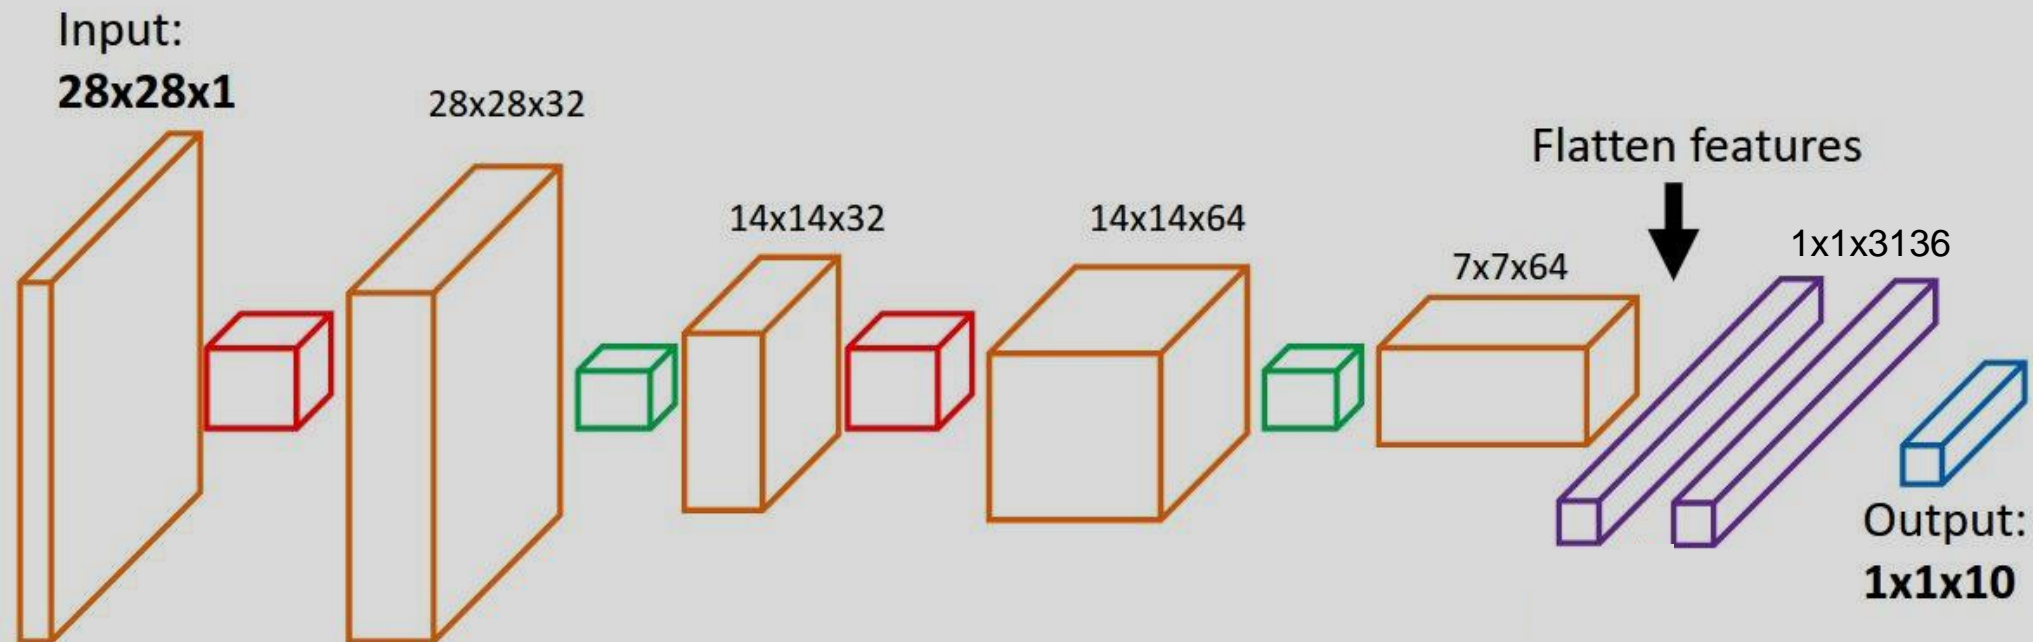 Input:
28x28x1
28x28x32
14x14x32
14x14x64
7x7x64
Flatten features
1x1x3136
Output:
1x1x10